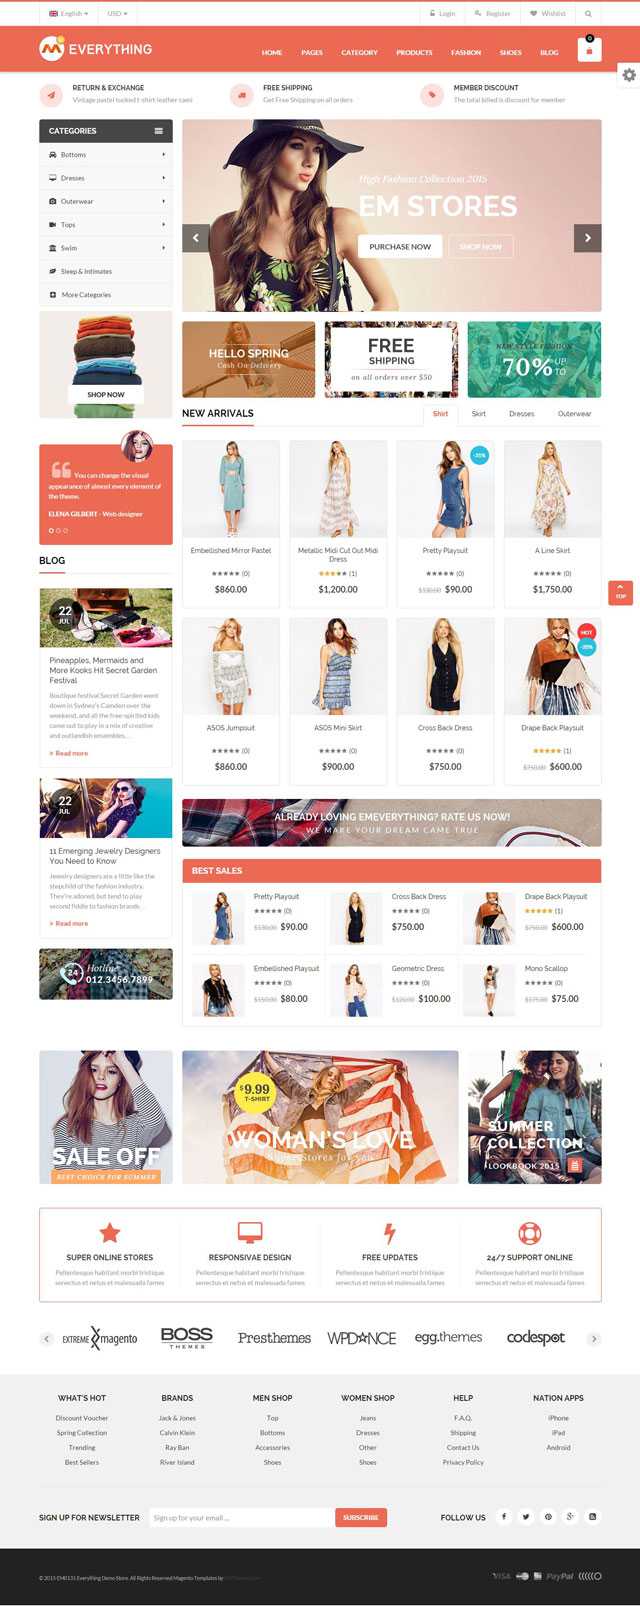 English
USD
Login
Register
Wishlist
EVERYTHING
HOME
PAGES
CATEGORY
PRODUCTS
FASHION
SHOES
BLOG
0
RETURN & EXCHANGE
Vintage pastel tucked t-shirt leather cami
FREE SHIPPING
Get Free Shipping on all orders
MEMBER DISCOUNT
The total billed is discount for member
CATEGORIES
Bottoms
Dresses
Outerwear
Tops
Swim
Sleep & Intimates
More Categories
High Fashion Collection 2015
EM STORES
PURCHASE NOW
SHOP NOW
SHOP NOW
HELLO SPRING
Cash On Delivery
FREE
SHIPPING
on all orders over $50
NEW STYLE FASHION
70% UP TO
NEW ARRIVALS
Shirt
Skirt
Dresses
Outerwear
You can change the visual
appearance of almost every element of
the theme.
ELENA GILBERT - Web designer
Embellished Mirror Pastel
(0)
$860.00
Metallic Midi Cut Out Midi
Dress
(1)
$1,200.00
Pretty Playsuit
(0)
$130.00 $90.00
A Line Skirt
(0)
$1,750.00
TOP
BLOG
22
JUL
Pineapples, Mermaids and
More Kooks Hit Secret Garden
Festival
Boutique festival Secret Garden went
down in Sydney's Camden over the
weekend, and all the free-spirited kids
came out to play in a mix of creative
and outlandish ensembles....
» Read more
HOT
ASOS Jumpsuit
(0)
$860.00
ASOS Mini Skirt
(0)
$900.00
Cross Back Dress
(0)
$750.00
Drape Back Playsuit
(1)
$750.00 $600.00
22
JUL
11 Emerging Jewelry Designers
You Need to Know
Jewelry designers are a little like the
stepchild of the fashion industry.
They're adored, but tend to play
second fiddle to fashion brands....
» Read more
ALREADY LOVING EMEVERYTHING? RATE US NOW!
WE MAKE YOUR DREAM CAME TRUE
BEST SALES
Pretty Playsuit
(0)
$130.00 $90.00
Cross Back Dress
(0)
$750.00
Drape Back Playsuit
(1)
$750.00 $600.00
Embellished Playsuit
(0)
$150.00 $80.00
Geometric Dress
(0)
$120.00 $100.00
Mono Scallop
(0)
$175.00 $75.00
24
Hotline
012.3456.7899
SALE OFF
BEST CHOICE FOR SUMMER
$9.99
T-SHIRT
WOMAN'S LOVE
Super Stores for you
SUMMER
COLLECTION
LOOKBOOK 2015
SUPER ONLINE STORES
Pellentesque habitant morbi tristique
senectus et netus et malesuada fames
RESPONSIVAE DESIGN
Pellentesque habitant morbi tristique
senectus et netus et malesuada fames
FREE UPDATES
Pellentesque habitant morbi tristique
senectus et netus et malesuada fames
24/7 SUPPORT ONLINE
Pellentesque habitant morbi tristique
senectus et netus et malesuada fames
EXTREME magento
BOSS
THEMES
Presthemes
WPDANCE
egg.themes
codespot
WHAT'S HOT
Discount Voucher
Spring Collection
Trending
Best Sellers
BRANDS
Jack & Jones
Calvin Klein
Ray Ban
River Island
MEN SHOP
Top
Bottoms
Accessories
Shoes
WOMEN SHOP
Jeans
Dresses
Other
Shoes
HELP
F.A.Q.
Shipping
Contact Us
Privacy Policy
NATION APPS
iPhone
iPad
Android
SIGN UP FOR NEWSLETTER
Sign up for your email ...
SUBSCRIBE
FOLLOW US
© 2015 EM0131 Everything Demo Store. All Rights Reserved Magento Templates by
VISA
PayPal